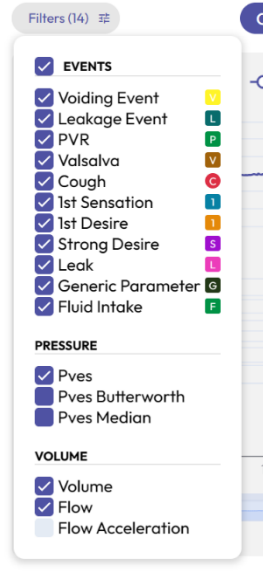 Filters (14)
EVENTS
Voiding Event V
Leakage Event L
PVR P
Valsalva V
Cough C
1st Sensation 1
1st Desire 1
Strong Desire S
Leak L
Generic Parameter G
Fluid Intake F
PRESSURE
Pves
Pves Butterworth
Pves Median
VOLUME
Volume
Flow
Flow Acceleration